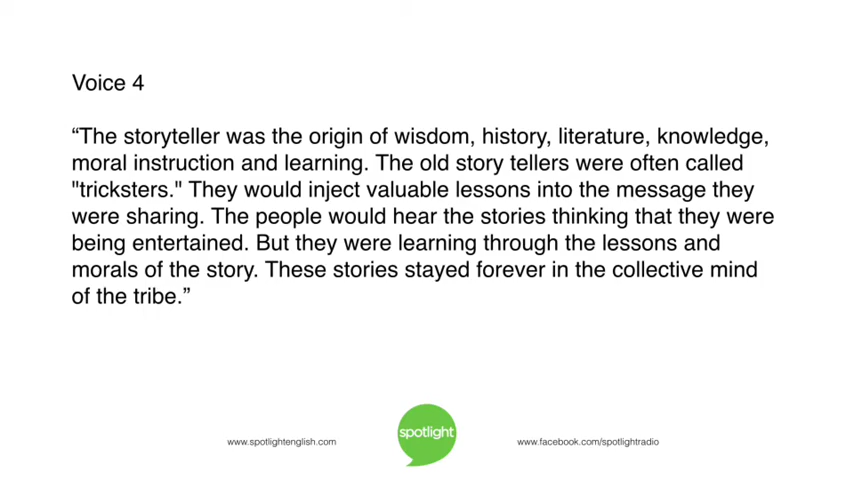 Voice 4
“The storyteller was the origin of wisdom, history, literature, knowledge,
moral instruction and learning. The old story tellers were often called
"tricksters." They would inject valuable lessons into the message they
were sharing. The people would hear the stories thinking that they were
being entertained. But they were learning through the lessons and
morals of the story. These stories stayed forever in the collective mind
of the tribe.”
spotlight
www.spotlightenglish.com
www.facebook.com/spotlightradio